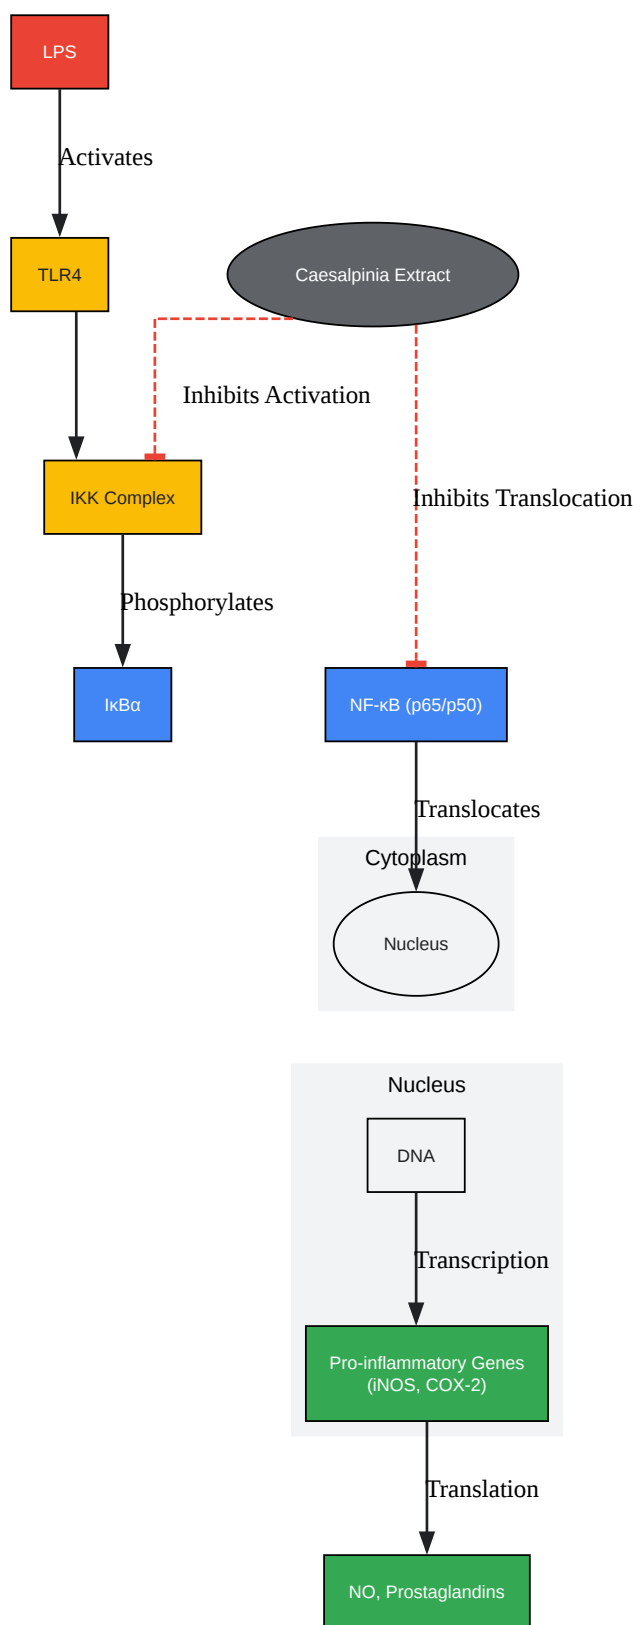 LPS
Activates
TLR4
Caesalpinia Extract
Inhibits Activation
IKK Complex
Inhibits Translocation
Phosphorylates
IκBα
NF-κB (p65/p50)
Translocates
Cytoplasm
Nucleus
Nucleus
DNA
Transcription
Pro-inflammatory Genes
(iNOS, COX-2)
Translation
NO, Prostaglandins